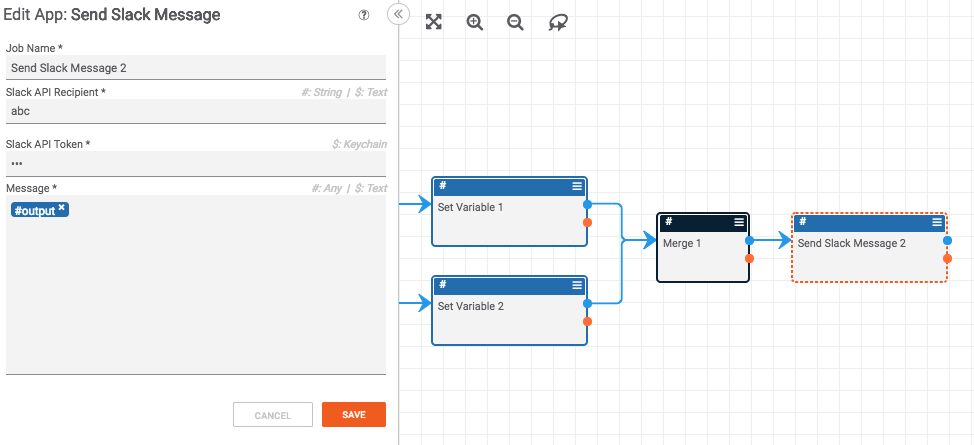 Edit App: Send Slack Message
Job Name *
Send Slack Message 2
Slack API Recipient *
#: String | $: Text
abc
Slack API Token *
$: Keychain
•••
Message *
#: Any | $: Text
#output ×
CANCEL
SAVE
#
Set Variable 1
#
Set Variable 2
#
Merge 1
#
Send Slack Message 2